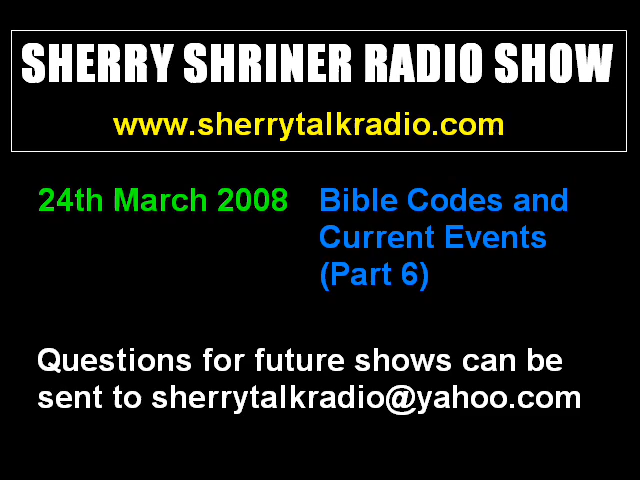 SHERRY SHRINER RADIO SHOW
www.sherrytalkradio.com
24th March 2008
Bible Codes and
Current Events
(Part 6)
Questions for future shows can be
sent to sherrytalkradio@yahoo.com